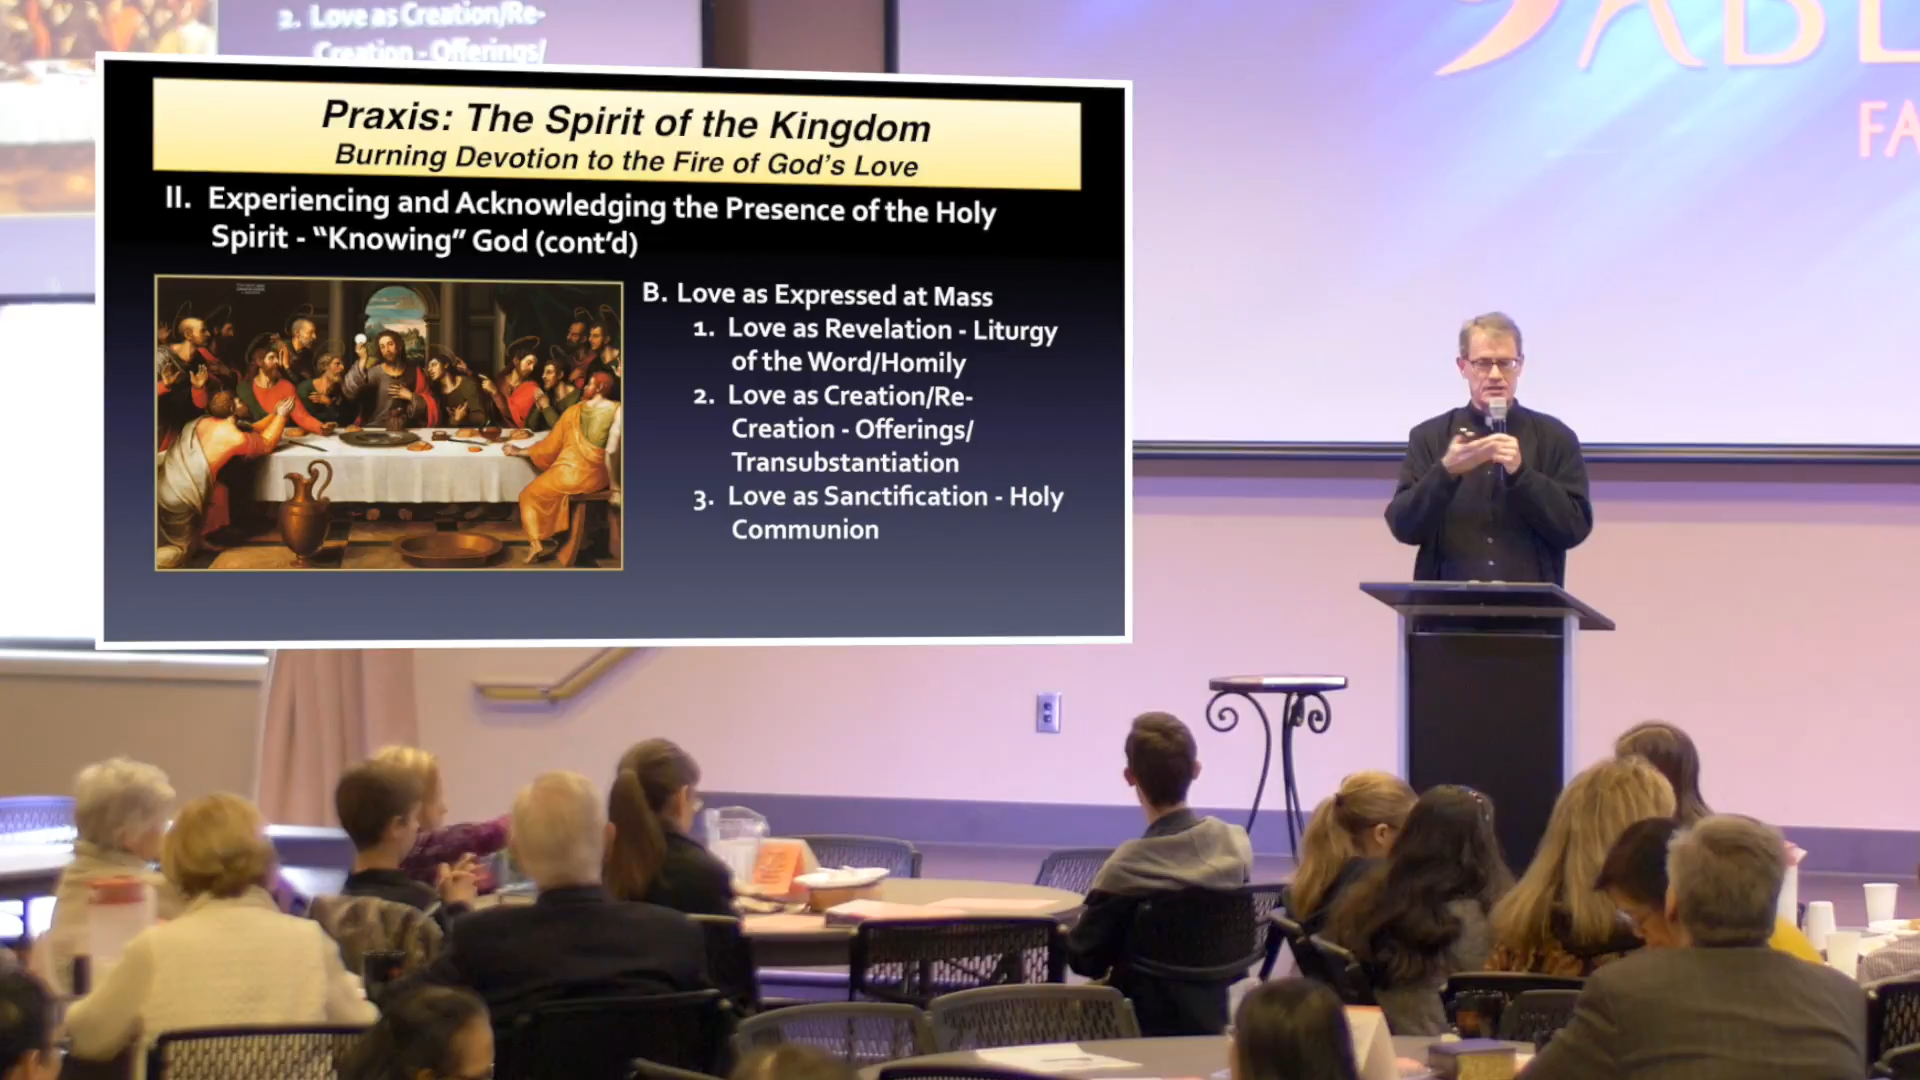 2. Love as Creation/Re-
Creation - Offerings/
ABL
FA
Praxis: The Spirit of the Kingdom
Burning Devotion to the Fire of God's Love
II. Experiencing and Acknowledging the Presence of the Holy
Spirit - “Knowing” God (cont'd)
B. Love as Expressed at Mass
1. Love as Revelation - Liturgy
of the Word/Homily
2. Love as Creation/Re-
Creation - Offerings/
Transubstantiation
3. Love as Sanctification - Holy
Communion